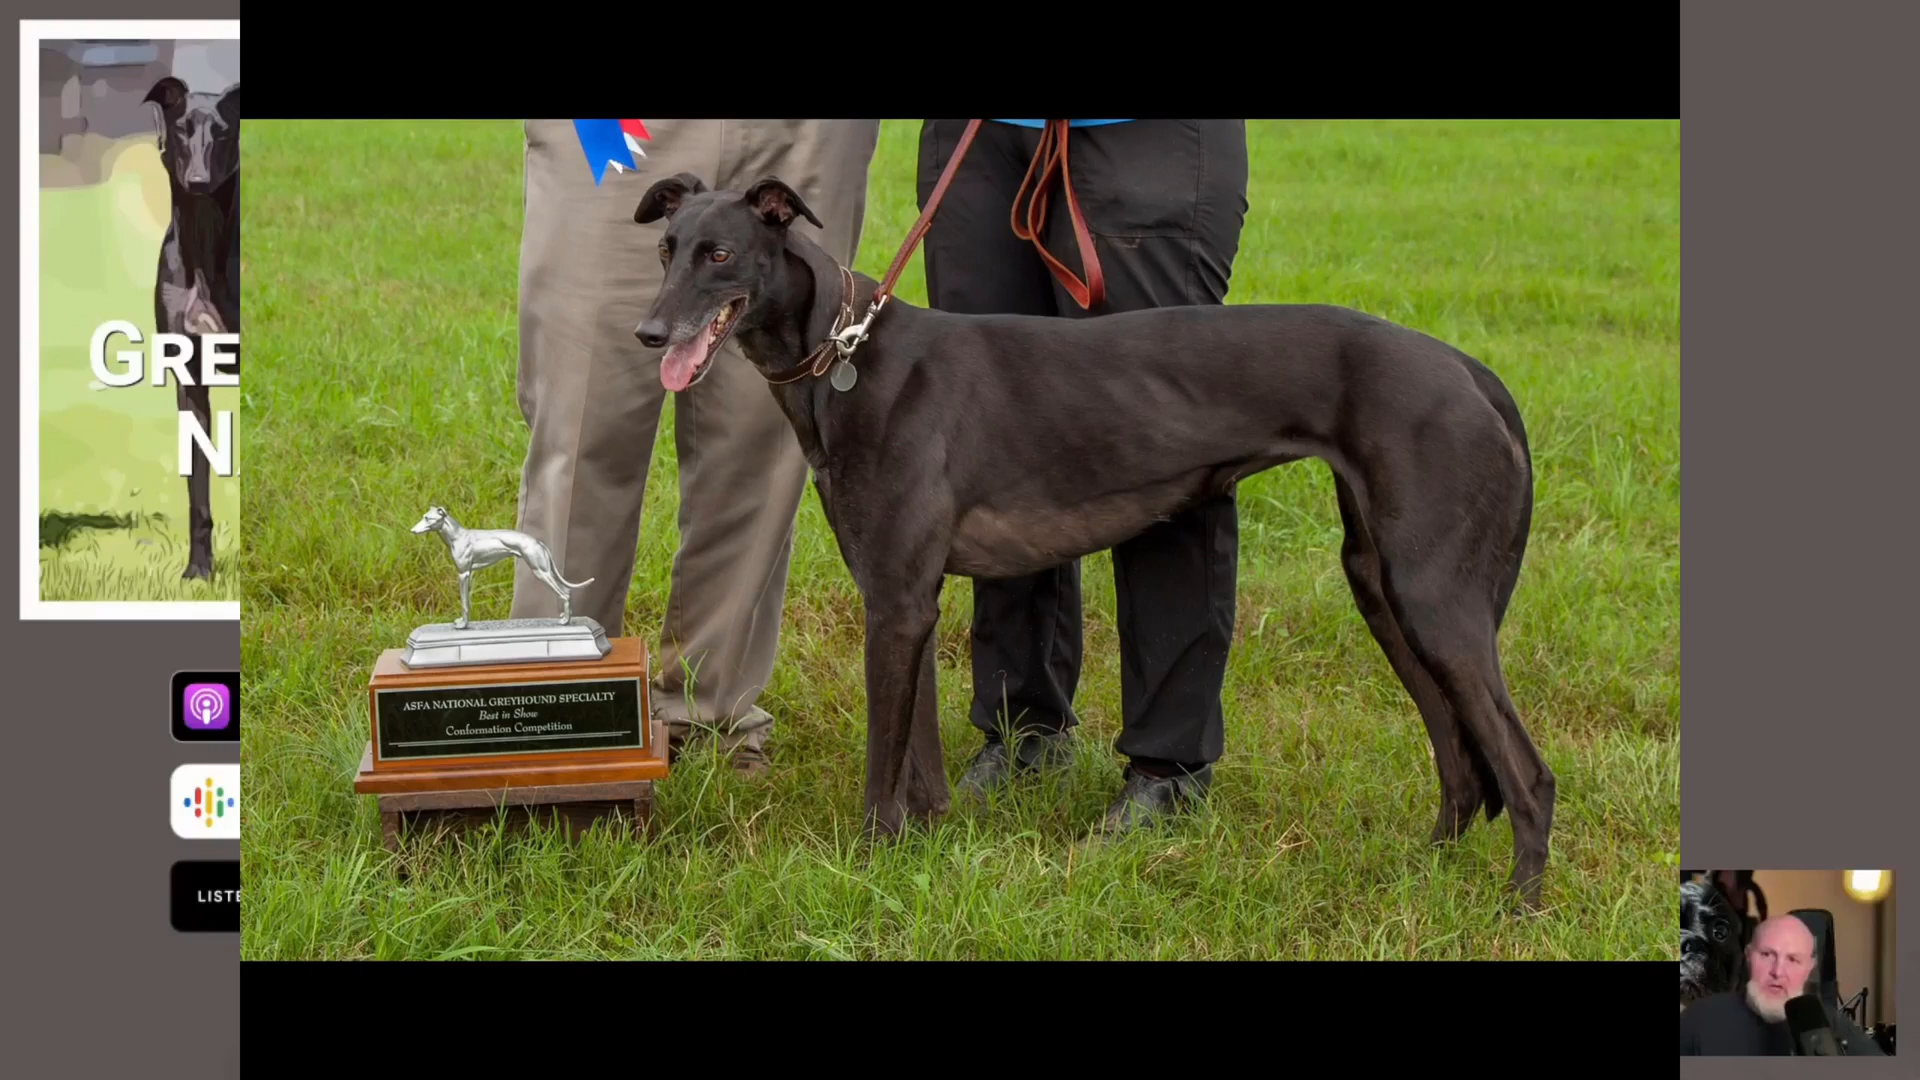 GRE
N
LISTE
ASFA NATIONAL GREYHOUND SPECIALTY
Best in Show
Conformation Competition